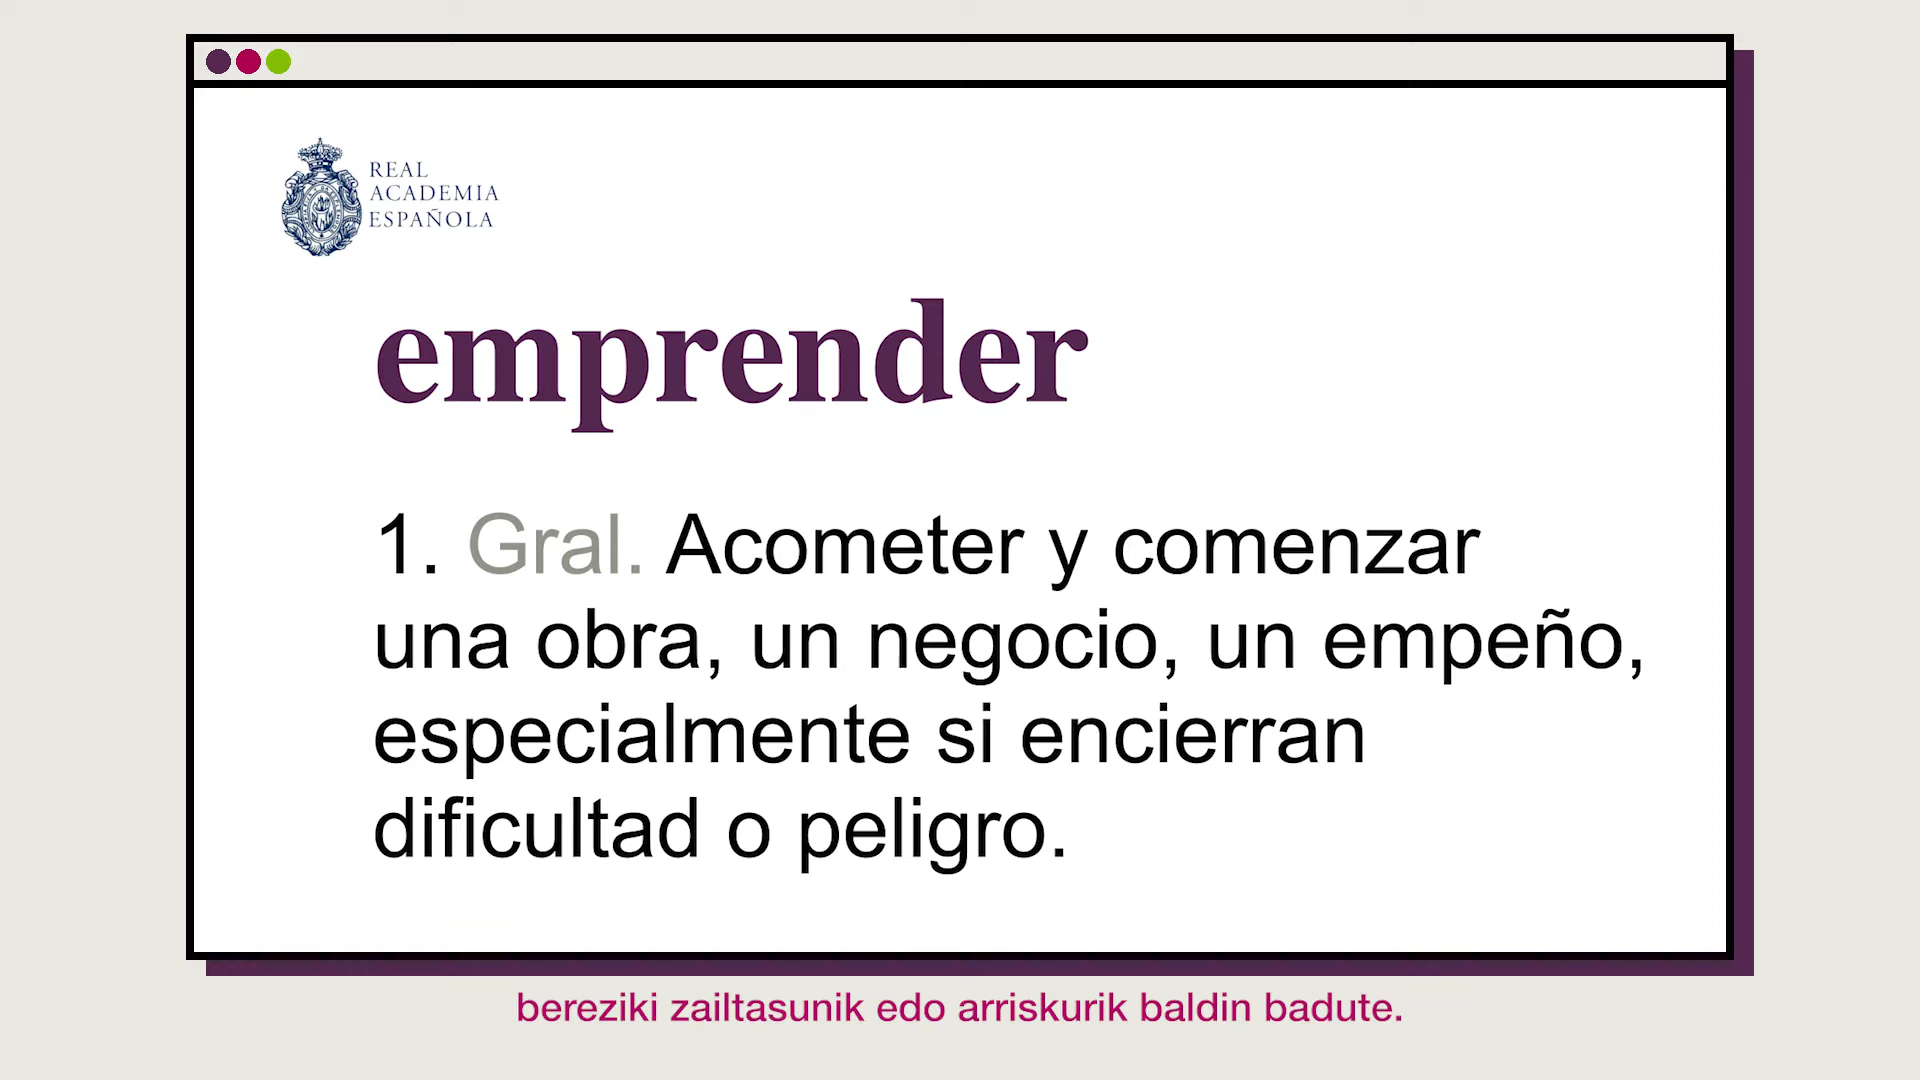 REAL
ACADEMIA
ESPAÑOLA
emprender
1. Gral. Acometer y comenzar
una obra, un negocio, un empeño,
especialmente si encierran
dificultad o peligro.
bereziki zailtasunik edo arriskurik baldin badute.